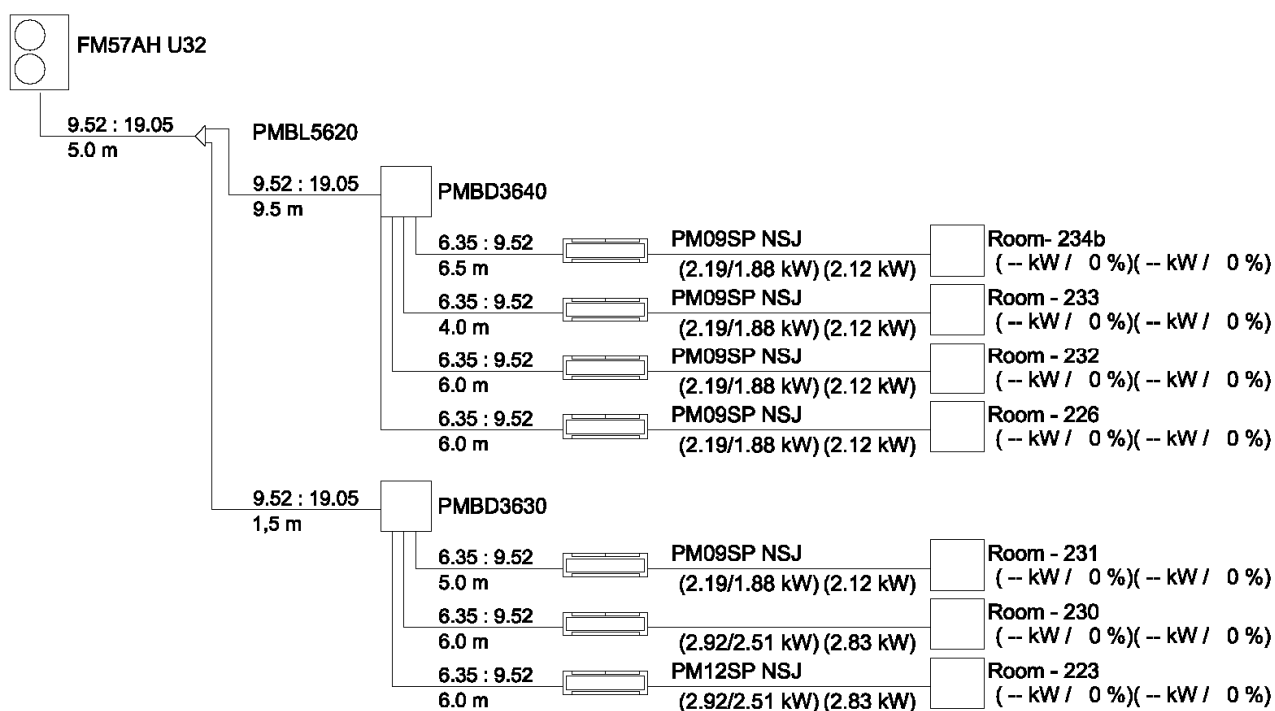 FM57AH U32
9.52 : 19.05
5.0 m
PMBL5620
9.52 : 19.05
9.5 m
PMBD3640
6.35 : 9.52
6.5 m
PM09SP NSJ
(2.19/1.88 kW) (2.12 kW)
Room- 234b
( -- kW / 0 %)( -- kW / 0 %)
6.35 : 9.52
4.0 m
PM09SP NSJ
(2.19/1.88 kW) (2.12 kW)
Room - 233
( -- kW / 0 %)( -- kW / 0 %)
6.35 : 9.52
6.0 m
PM09SP NSJ
(2.19/1.88 kW) (2.12 kW)
Room - 232
( -- kW / 0 %)( -- kW / 0 %)
6.35 : 9.52
6.0 m
PM09SP NSJ
(2.19/1.88 kW) (2.12 kW)
Room - 226
( -- kW / 0 %)( -- kW / 0 %)
9.52 : 19.05
1,5 m
PMBD3630
6.35 : 9.52
5.0 m
PM09SP NSJ
(2.19/1.88 kW) (2.12 kW)
Room - 231
( -- kW / 0 %)( -- kW / 0 %)
6.35 : 9.52
6.0 m
(2.92/2.51 kW) (2.83 kW)
Room - 230
( -- kW / 0 %)( -- kW / 0 %)
6.35 : 9.52
6.0 m
PM12SP NSJ
(2.92/2.51 kW) (2.83 kW)
Room - 223
( -- kW / 0 %)( -- kW / 0 %)